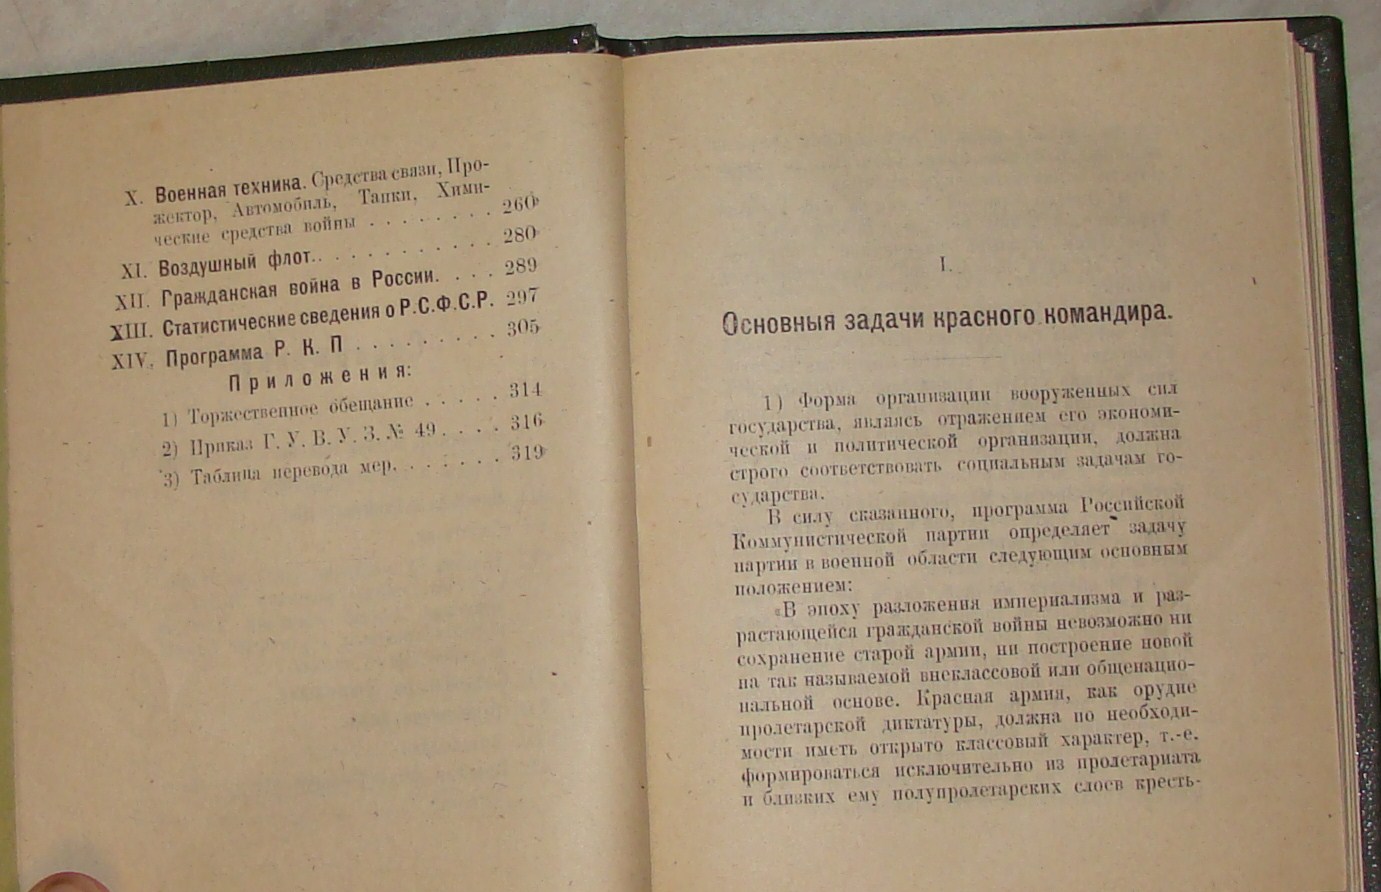 X. Военная техника. Средства связи, Про-
жектор, Автомобиль, Танки, Хими-
ческие средства войны . . . . . . . . 260
XI. Воздушный флот. . . . . . . . . . . . 280
XII. Гражданская война в России. . . . 289
XIII. Статистические сведения о Р.С.Ф.С.Р. 297
XIV. Программа Р. К. П . . . . . . . . . 305
Приложения:
1) Торжественное обещание . . . . . 314
2) Приказ Г. У. В. У. З. № 49. . . . . 316
3) Таблица перевода мер. . . . . . . 319
I.
Основныя задачи красного командира.
1) Форма организации вооруженных сил
государства, являясь отражением его экономи-
ческой и политической организации, должна
строго соответствовать социальным задачам го-
сударства.
В силу сказанного, программа Российской
Коммунистической партии определяет задачу
партии в военной области следующим основным
положением:
«В эпоху разложения империализма и раз-
растающейся гражданской войны невозможно ни
сохранение старой армии, ни построение новой
на так называемой внеклассовой или общенацио-
нальной основе. Красная армия, как орудие
пролетарской диктатуры, должна по необходи-
мости иметь открыто классовый характер, т.-е.
формироваться исключительно из пролетариата
и близких ему полупролетарских слоев кресть-